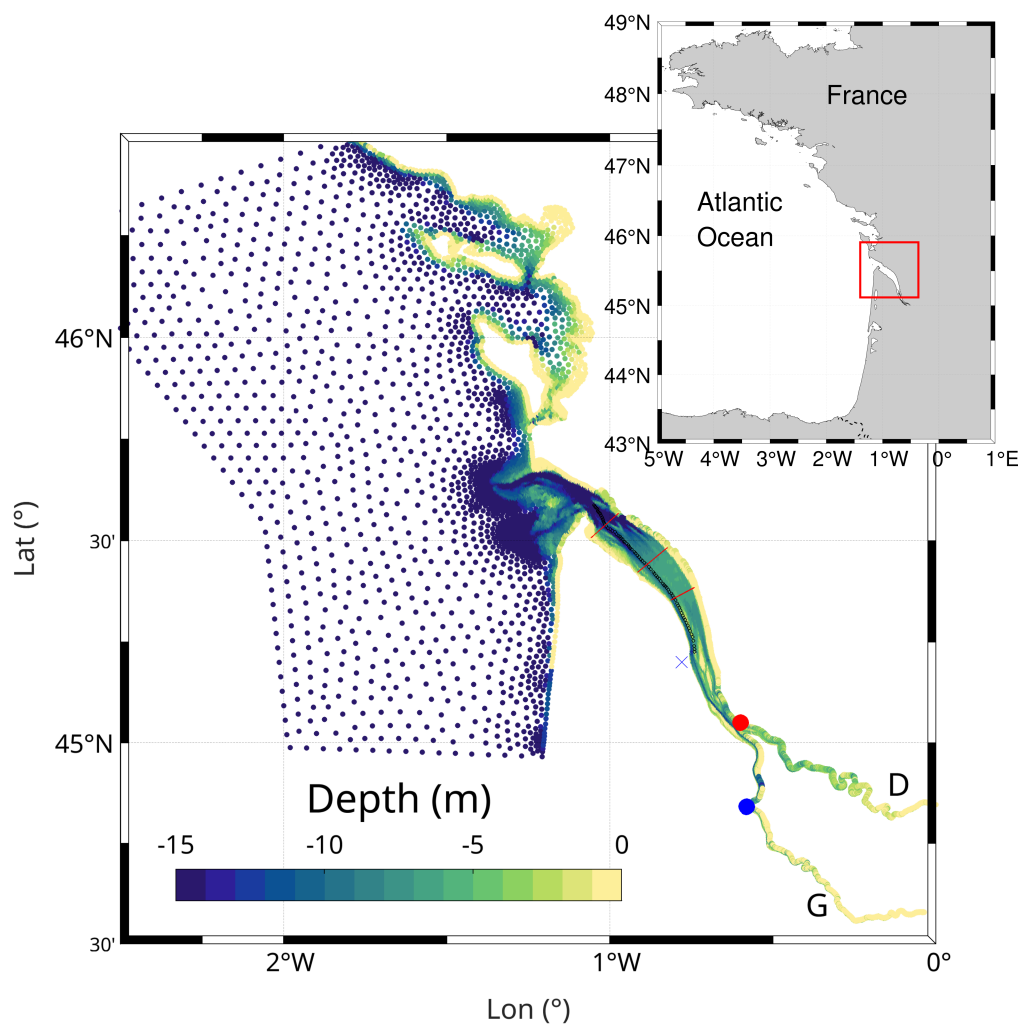 49°N
48°N
47°N
46°N
45°N
44°N
43°N
5°W
4°W
3°W
2°W
1°W
0°
1°E
France
Atlantic
Ocean
46°N
30'
45°N
30'
Lat (°)
Depth (m)
-15
-10
-5
0
D
G
2°W
1°W
0°
Lon (°)